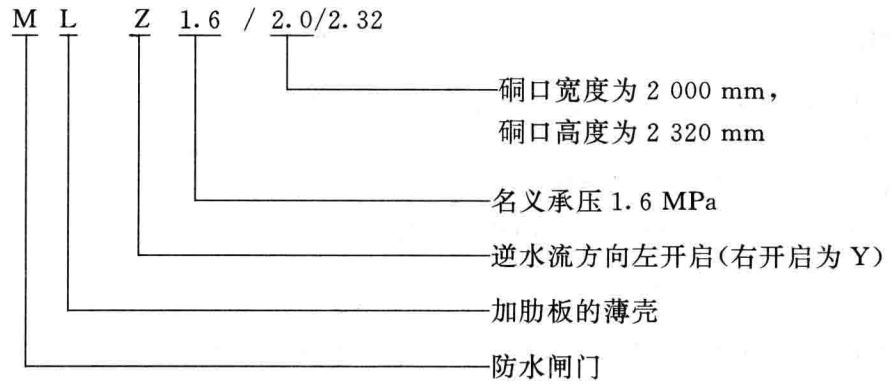 M L Z 1.6 / 2.0/2.32
硐口宽度为 2 000 mm,
硐口高度为 2 320 mm
名义承压 1.6 MPa
逆水流方向左开启(右开启为 Y)
加肋板的薄壳
防水闸门